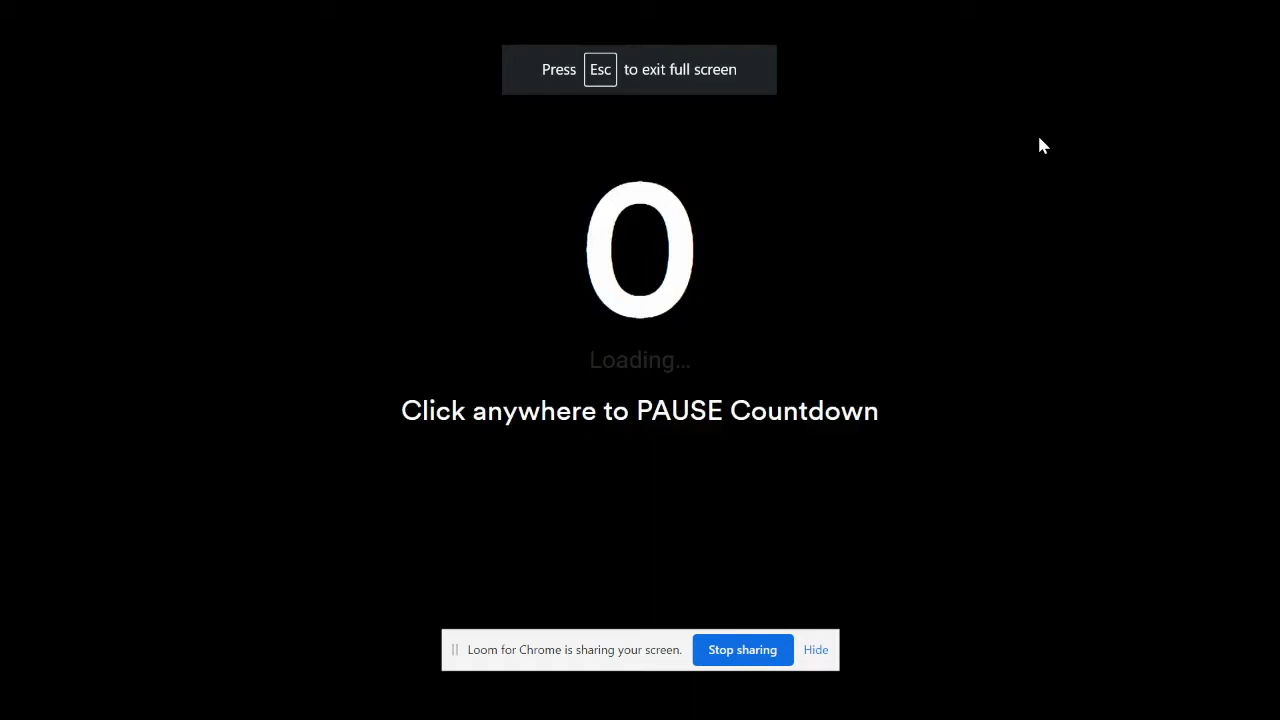 Press Esc to exit full screen
0
Loading...
Click anywhere to PAUSE Countdown
Loom for Chrome is sharing your screen. Stop sharing Hide